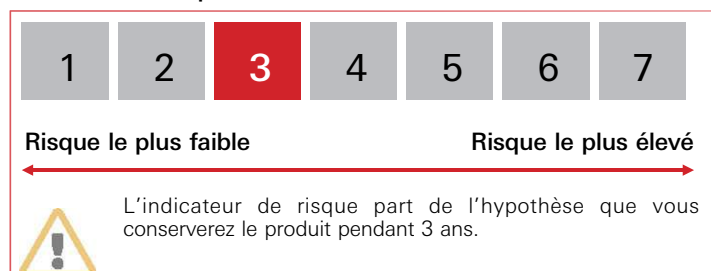 1 2 3 4 5 6 7
Risque le plus faible Risque le plus élevé
L'indicateur de risque part de l'hypothèse que vous
conserverez le produit pendant 3 ans.